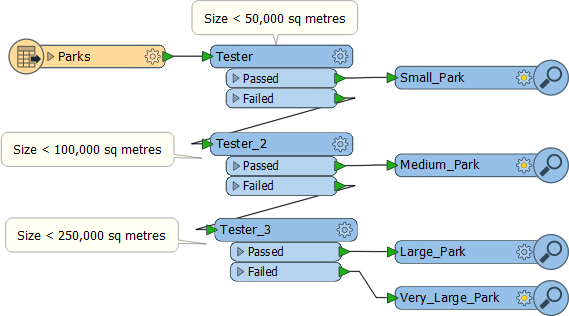 Size < 50,000 sq metres
Parks
Tester
Passed
Small_Park
Failed
Size < 100,000 sq metres
Tester_2
Passed
Medium_Park
Failed
Size < 250,000 sq metres
Tester_3
Passed
Large_Park
Failed
Very_Large_Park